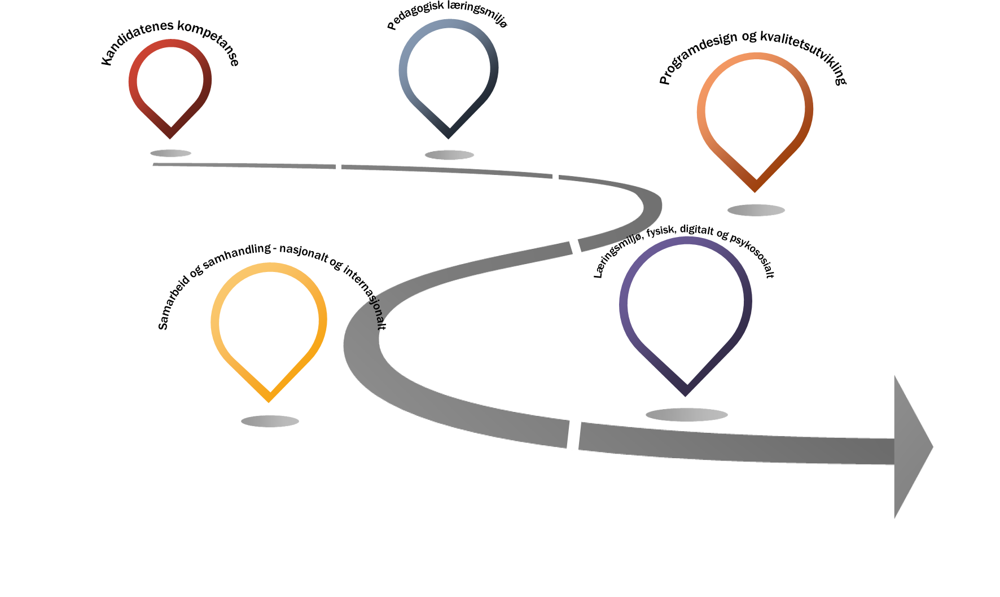 Kandidatenes kompetanse
Pedagogisk læringsmiljø
Programdesign og kvalitetsutvikling
Samarbeid og samhandling - nasjonalt og internasjonalt
Læringsmiljø, fysisk, digitalt og psykososialt